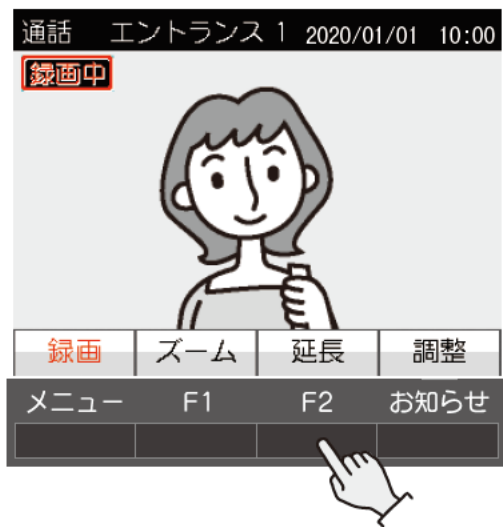 通話 エントランス 1 2020/01/01 10:00
録画中
録画 ズーム 延長 調整
メニュー F1 F2 お知らせ